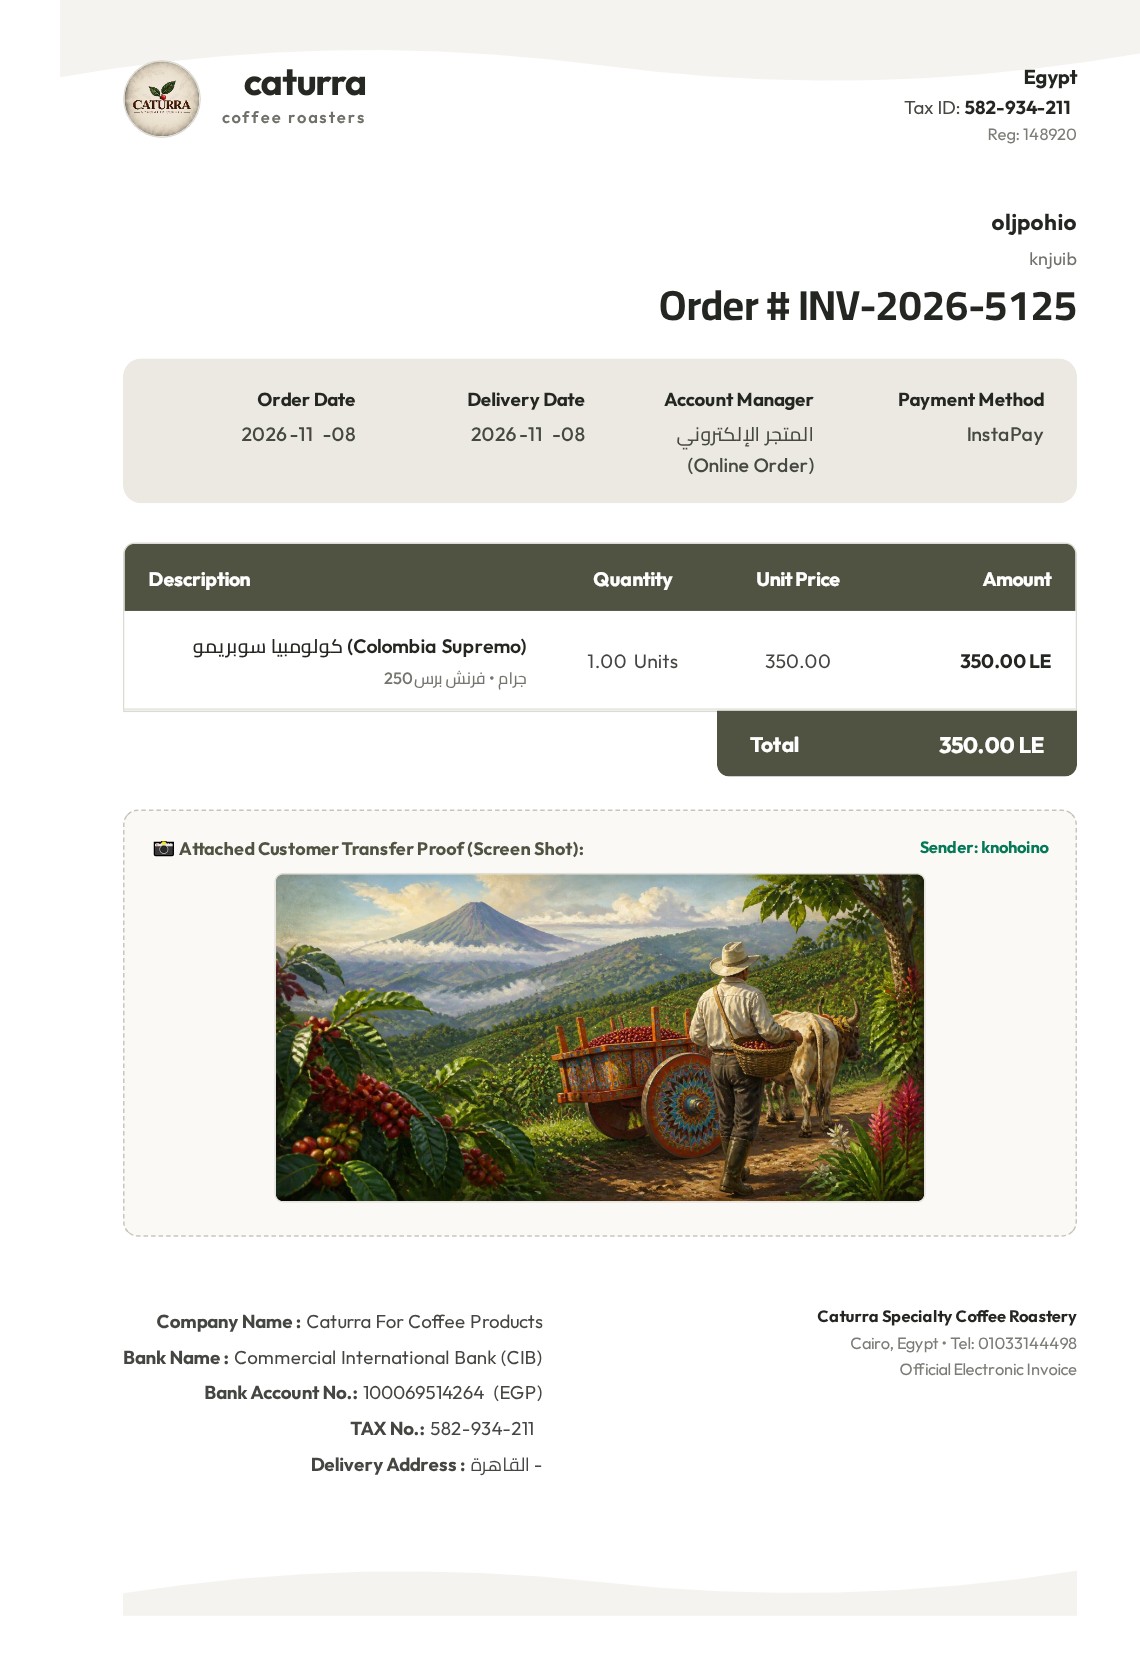 CATURRA
caturra
coffee roasters
Egypt
Tax ID: 582-934-211
Reg: 148920
oljpohio
knjuib
Order # INV-2026-5125
Order Date
2026-11 -08
Delivery Date
2026-11 -08
Account Manager
المتجر الإلكتروني
(Online Order)
Payment Method
InstaPay
Description Quantity Unit Price Amount
كولومبيا سوبريمو (Colombia Supremo) 1.00 Units 350.00 350.00 LE
250جرام • فرنش برس
Total 350.00 LE
Attached Customer Transfer Proof (Screen Shot):
Sender: knohoino
Company Name : Caturra For Coffee Products
Bank Name : Commercial International Bank (CIB)
Bank Account No.: 100069514264 (EGP)
TAX No.: 582-934-211
Delivery Address : القاهرة -
Caturra Specialty Coffee Roastery
Cairo, Egypt • Tel: 01033144498
Official Electronic Invoice